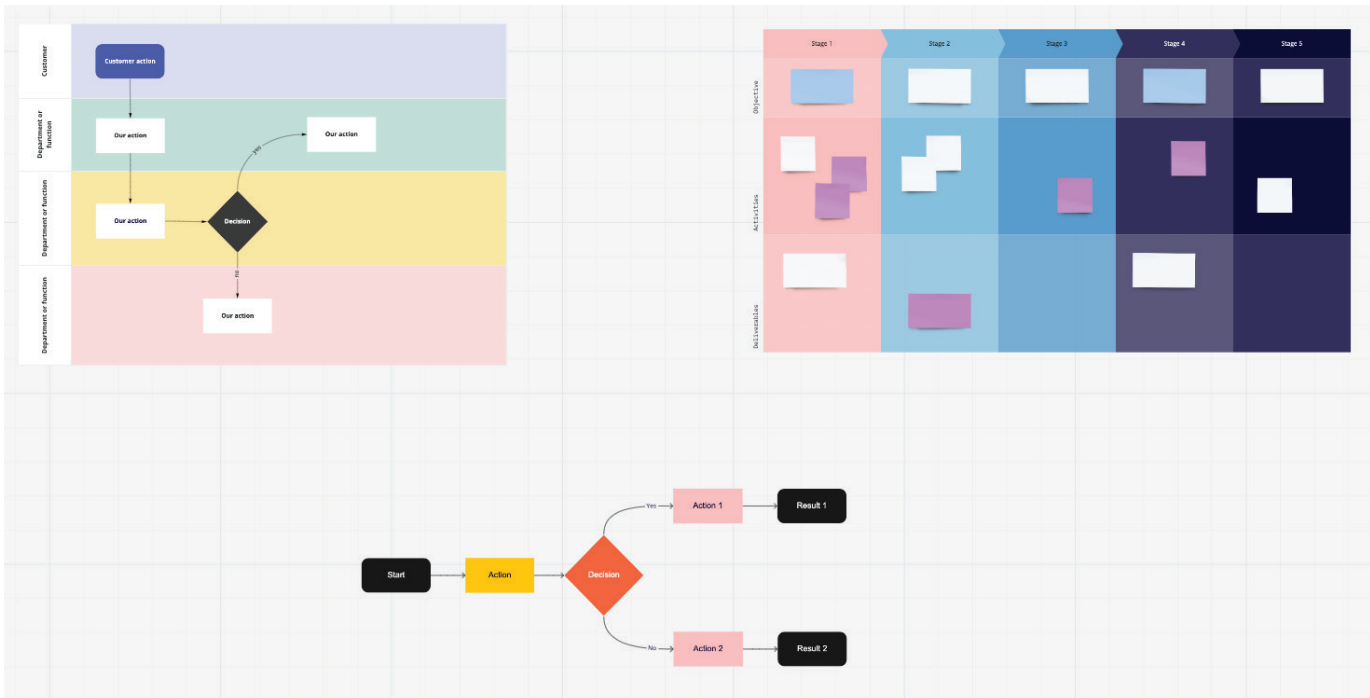 Customer
Customer action
Department or
function
Our action
Our action
yes
Department or function
Our action
Decision
no
Department or function
Our action
Stage 1
Stage 2
Stage 3
Stage 4
Stage 5
Objective
Activities
Deliverables
Start
Action
Decision
Yes
Action 1
Result 1
No
Action 2
Result 2